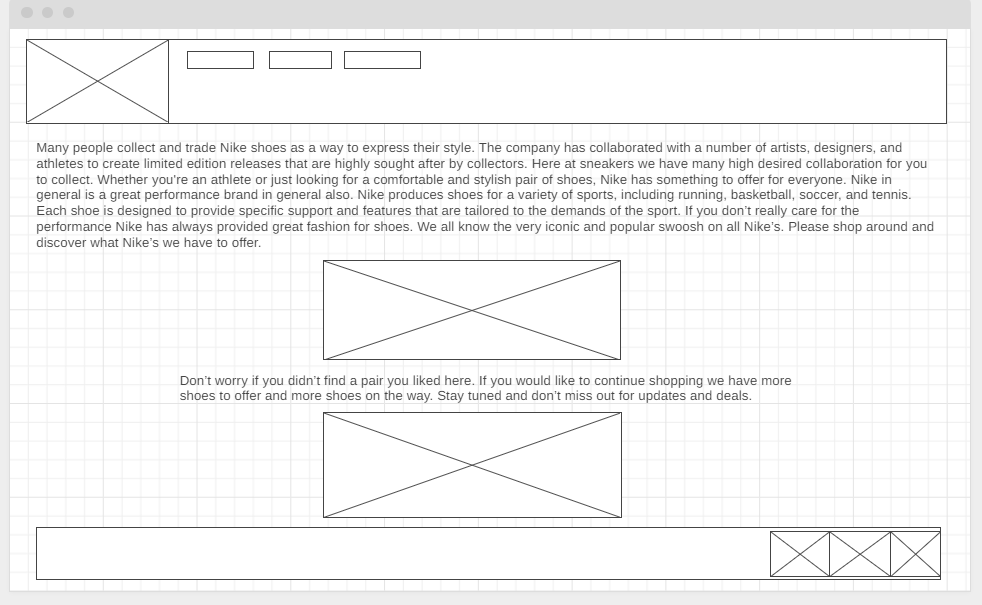 Many people collect and trade Nike shoes as a way to express their style. The company has collaborated with a number of artists, designers, and
athletes to create limited edition releases that are highly sought after by collectors. Here at sneakers we have many high desired collaboration for you
to collect. Whether you’re an athlete or just looking for a comfortable and stylish pair of shoes, Nike has something to offer for everyone. Nike in
general is a great performance brand in general also. Nike produces shoes for a variety of sports, including running, basketball, soccer, and tennis.
Each shoe is designed to provide specific support and features that are tailored to the demands of the sport. If you don’t really care for the
performance Nike has always provided great fashion for shoes. We all know the very iconic and popular swoosh on all Nike’s. Please shop around and
discover what Nike’s we have to offer.
Don’t worry if you didn’t find a pair you liked here. If you would like to continue shopping we have more
shoes to offer and more shoes on the way. Stay tuned and don’t miss out for updates and deals.